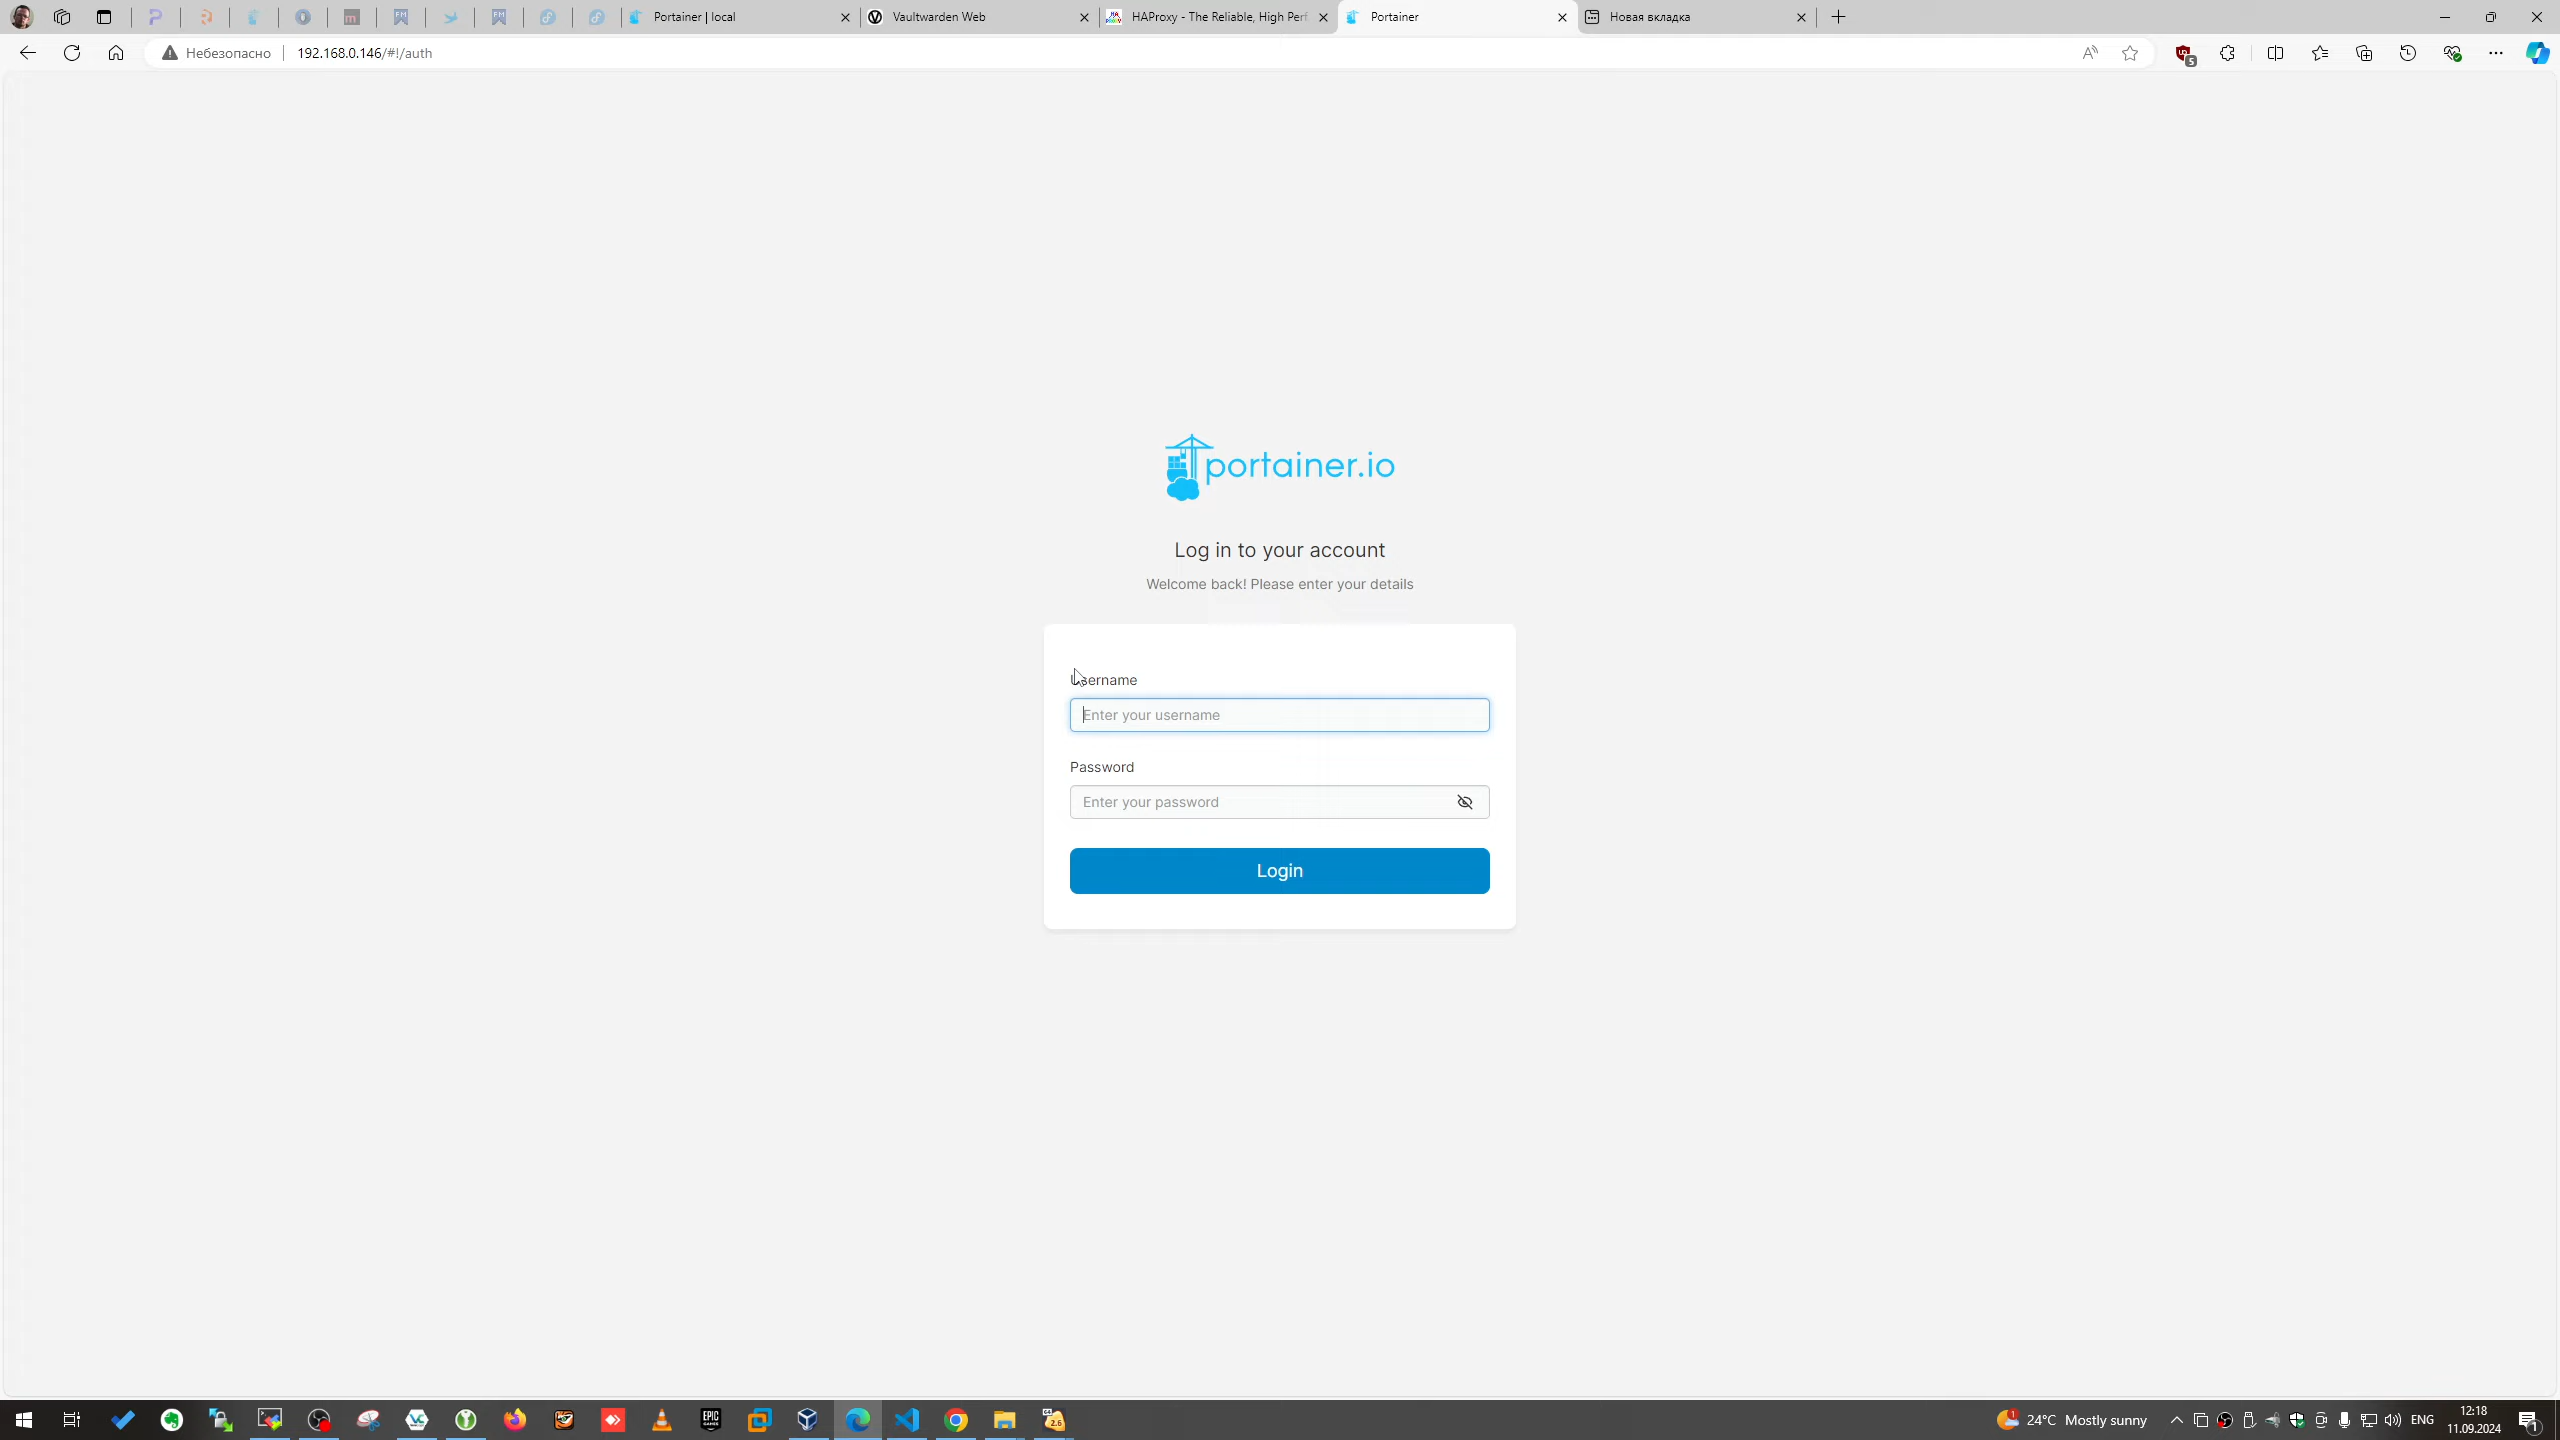 Portainer | local
Vaultwarden Web
HAProxy - The Reliable, High Perf
Portainer
Новая вкладка
Небезопасно
192.168.0.146/#!/auth
5
portainer.io
Log in to your account
Welcome back! Please enter your details
Username
Enter your username
Password
Enter your password
Login
24°C Mostly sunny
ENG
12:18
11.09.2024